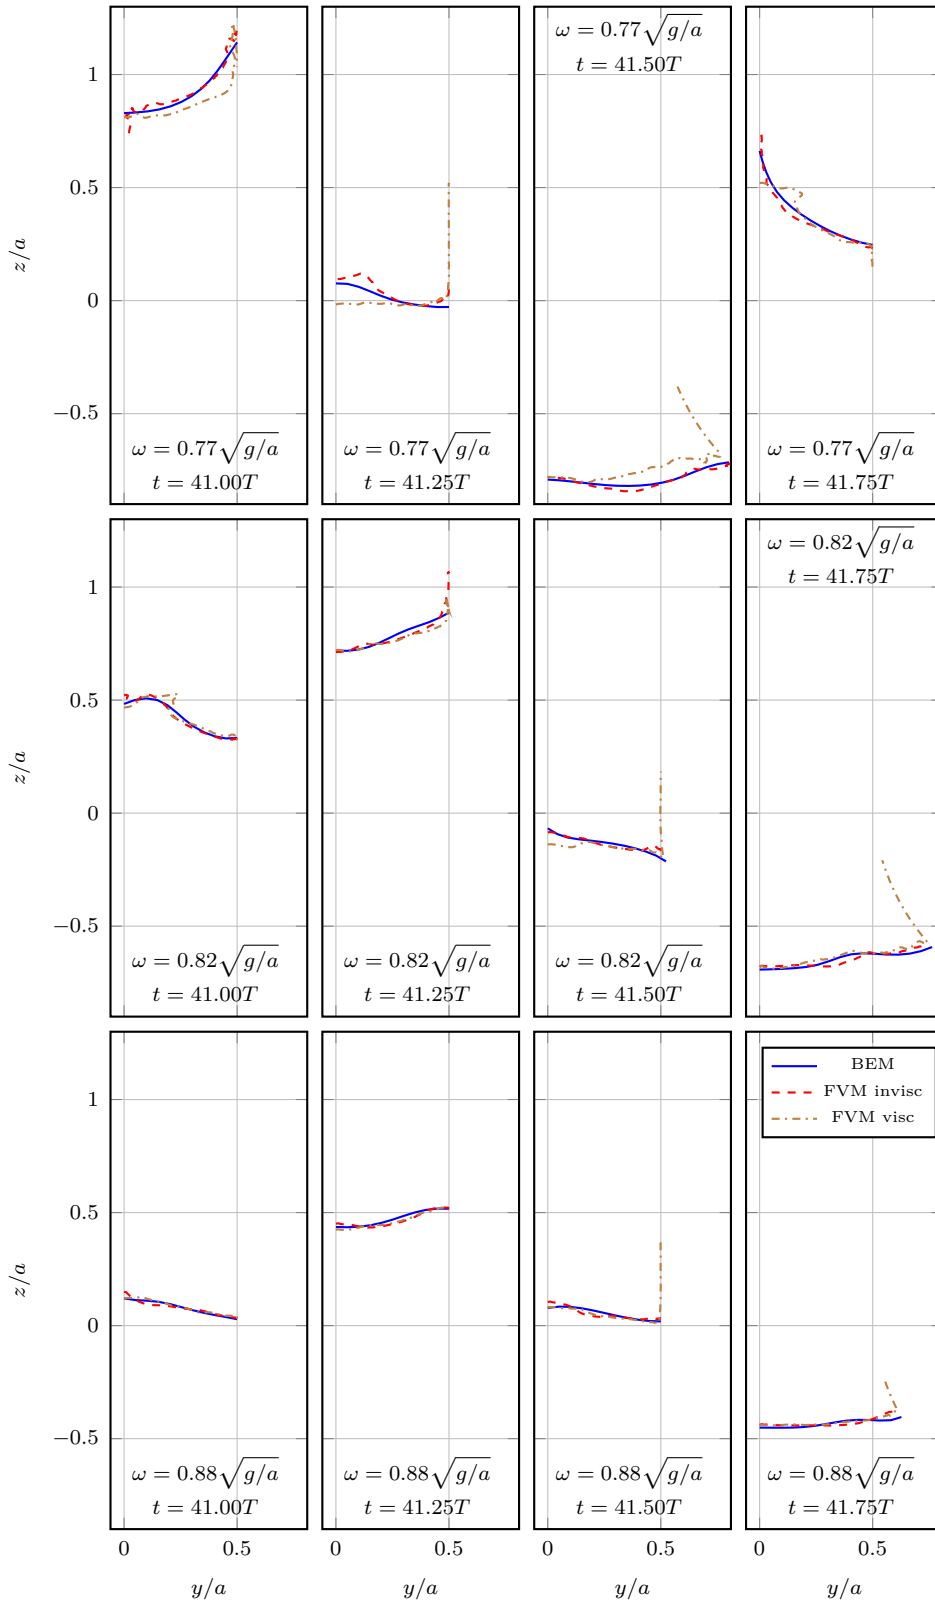 ω = 0.77√g/a
t = 41.50T
1
0.5
z/a
0
−0.5
ω = 0.77√g/a
t = 41.00T
ω = 0.77√g/a
t = 41.25T
ω = 0.77√g/a
t = 41.75T
ω = 0.82√g/a
t = 41.75T
1
0.5
z/a
0
−0.5
ω = 0.82√g/a
t = 41.00T
ω = 0.82√g/a
t = 41.25T
ω = 0.82√g/a
t = 41.50T
BEM
FVM invisc
FVM visc
1
0.5
z/a
0
−0.5
ω = 0.88√g/a
t = 41.00T
ω = 0.88√g/a
t = 41.25T
ω = 0.88√g/a
t = 41.50T
ω = 0.88√g/a
t = 41.75T
0 0.5 0 0.5 0 0.5 0 0.5
y/a y/a y/a y/a